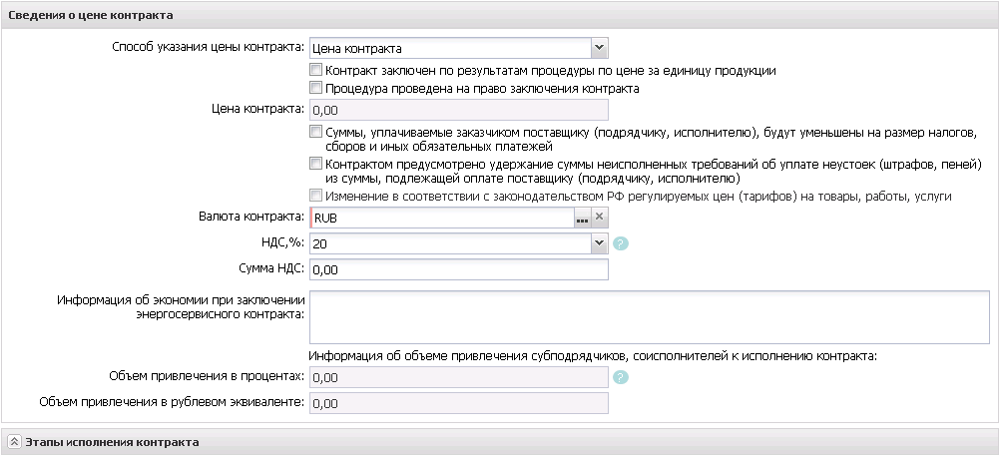 Сведения о цене контракта
Способ указания цены контракта: Цена контракта
Контракт заключен по результатам процедуры по цене за единицу продукции
Процедура проведена на право заключения контракта
Цена контракта: 0,00
Суммы, уплачиваемые заказчиком поставщику (подрядчику, исполнителю), будут уменьшены на размер налогов,
сборов и иных обязательных платежей
Контрактом предусмотрено удержание суммы неисполненных требований об уплате неустоек (штрафов, пеней)
из суммы, подлежащей оплате поставщику (подрядчику, исполнителю)
Изменение в соответствии с законодательством РФ регулируемых цен (тарифов) на товары, работы, услуги
Валюта контракта: RUB ...
НДС,%: 20 ?
Сумма НДС: 0,00
Информация об экономии при заключении
энергосервисного контракта:
Информация об объеме привлечения субподрядчиков, соисполнителей к исполнению контракта:
Объем привлечения в процентах: 0,00 ?
Объем привлечения в рублевом эквиваленте: 0,00
Этапы исполнения контракта